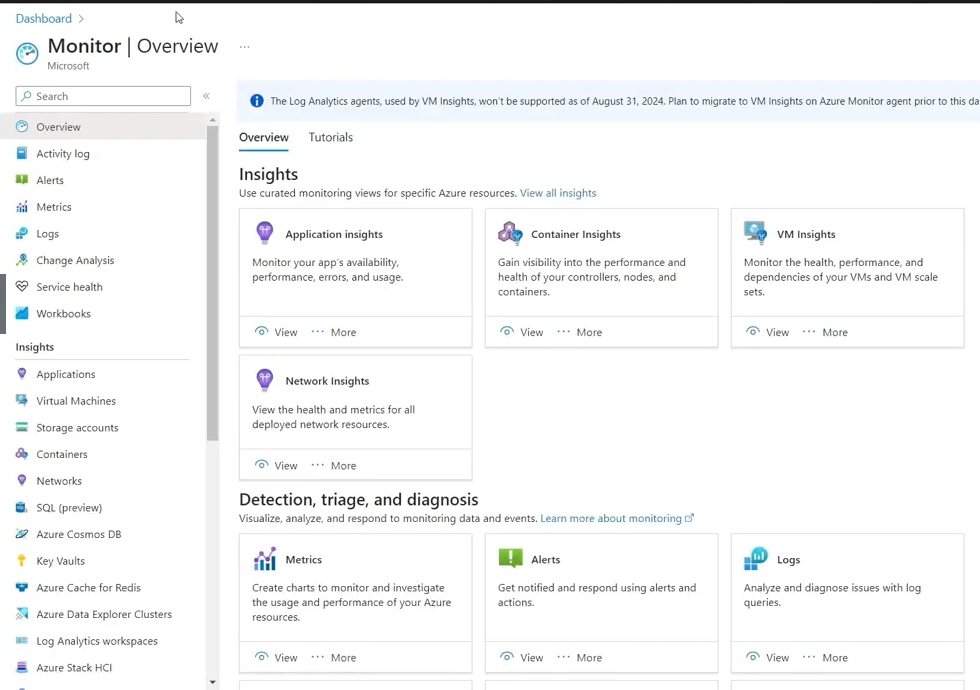 Dashboard >
Monitor | Overview ...
Microsoft
Search
«
Overview
Activity log
Alerts
Metrics
Logs
Change Analysis
Service health
Workbooks
Insights
Applications
Virtual Machines
Storage accounts
Containers
Networks
SQL (preview)
Azure Cosmos DB
Key Vaults
Azure Cache for Redis
Azure Data Explorer Clusters
Log Analytics workspaces
Azure Stack HCI
The Log Analytics agents, used by VM Insights, won't be supported as of August 31, 2024. Plan to migrate to VM Insights on Azure Monitor agent prior to this da
Overview Tutorials
Insights
Use curated monitoring views for specific Azure resources. View all insights
Application insights
Monitor your app's availability,
performance, errors, and usage.
View ... More
Container Insights
Gain visibility into the performance and
health of your controllers, nodes, and
containers.
View ... More
VM Insights
Monitor the health, performance, and
dependencies of your VMs and VM scale
sets.
View ... More
Network Insights
View the health and metrics for all
deployed network resources.
View ... More
Detection, triage, and diagnosis
Visualize, analyze, and respond to monitoring data and events. Learn more about monitoring
Metrics
Create charts to monitor and investigate
the usage and performance of your Azure
resources.
View ... More
Alerts
Get notified and respond using alerts and
actions.
View ... More
Logs
Analyze and diagnose issues with log
queries.
View ... More